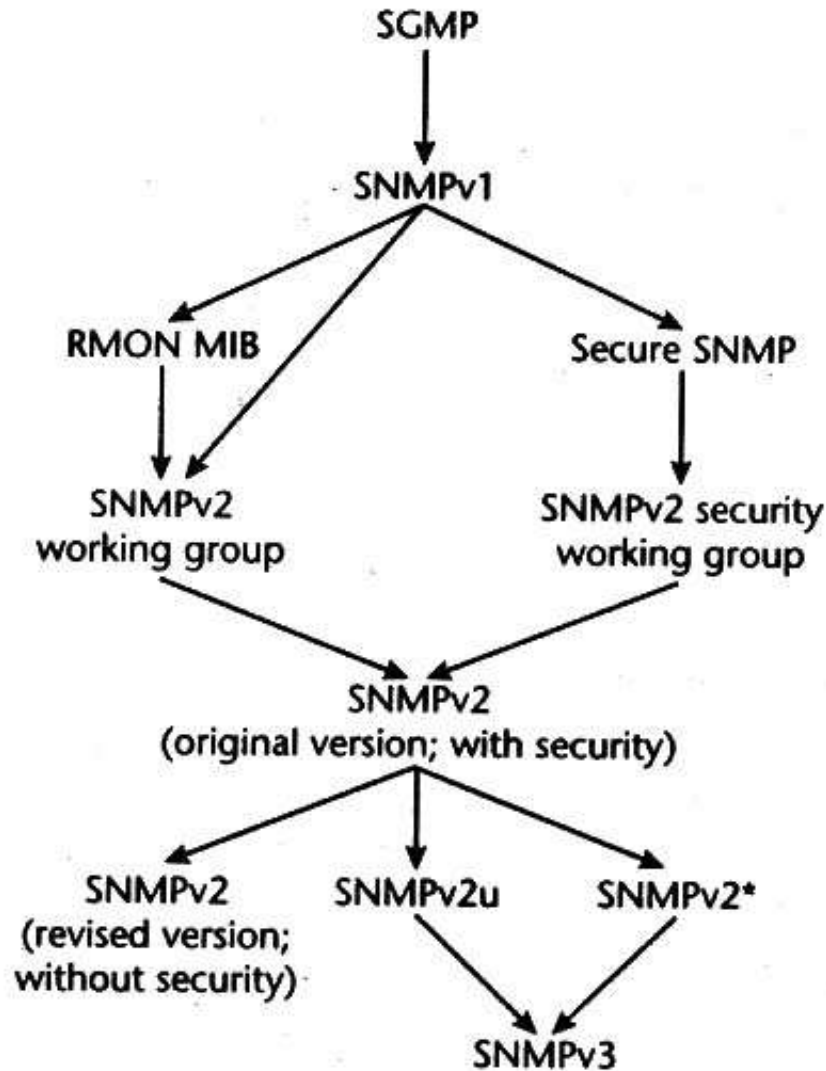 SGMP
SNMPv1
RMON MIB
Secure SNMP
SNMPv2
working group
SNMPv2 security
working group
SNMPv2
(original version; with security)
SNMPv2
(revised version;
without security)
SNMPv2u
SNMPv2*
SNMPv3